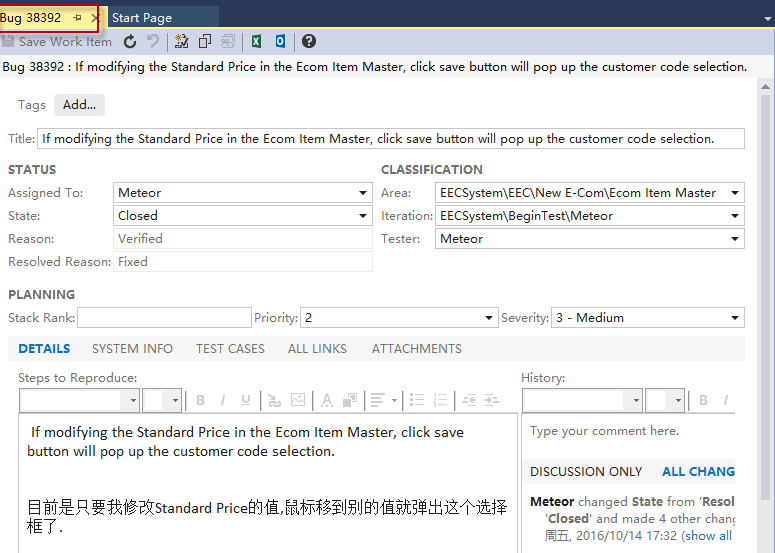 Bug 38392
Start Page
Save Work Item
Bug 38392 : If modifying the Standard Price in the Ecom Item Master, click save button will pop up the customer code selection.
Tags Add...
Title: If modifying the Standard Price in the Ecom Item Master, click save button will pop up the customer code selection.
STATUS
Assigned To: Meteor
State: Closed
Reason: Verified
Resolved Reason: Fixed
CLASSIFICATION
Area: EECSystem\EEC\New E-Com\Ecom Item Master
Iteration: EECSystem\BeginTest\Meteor
Tester: Meteor
PLANNING
Stack Rank: Priority: 2 Severity: 3 - Medium
DETAILS SYSTEM INFO TEST CASES ALL LINKS ATTACHMENTS
Steps to Reproduce:
B I U A
If modifying the Standard Price in the Ecom Item Master, click save
button will pop up the customer code selection.
目前是只要我修改Standard Price的值,鼠标移到别的值就弹出这个选择
框了.
History:
B I
Type your comment here.
DISCUSSION ONLY ALL CHANG
Meteor changed State from 'Resol
'Closed' and made 4 other chang
周五, 2016/10/14 17:32 (show all